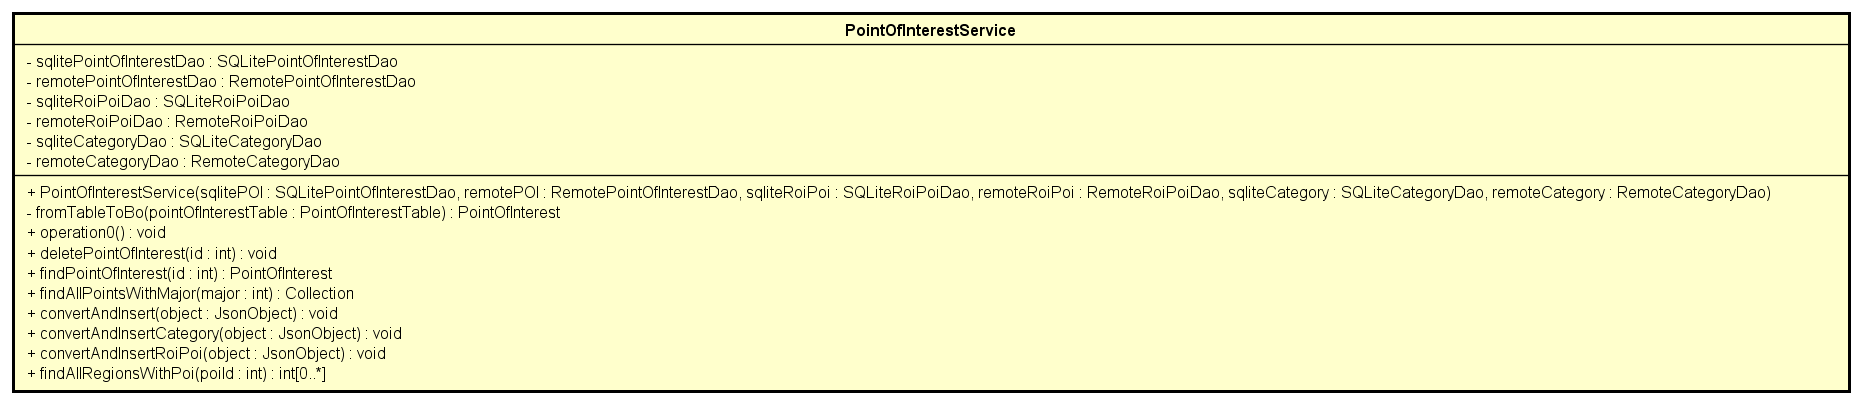 PointOfInterestService
- sqlitePointOfInterestDao : SQLitePointOfInterestDao
- remotePointOfInterestDao : RemotePointOfInterestDao
- sqliteRoiPoiDao : SQLiteRoiPoiDao
- remoteRoiPoiDao : RemoteRoiPoiDao
- sqliteCategoryDao : SQLiteCategoryDao
- remoteCategoryDao : RemoteCategoryDao
+ PointOfInterestService(sqlitePOI : SQLitePointOfInterestDao, remotePOI : RemotePointOfInterestDao, sqliteRoiPoi : SQLiteRoiPoiDao, remoteRoiPoi : RemoteRoiPoiDao, sqliteCategory : SQLiteCategoryDao, remoteCategory : RemoteCategoryDao)
- fromTableToBo(pointOfInterestTable : PointOfInterestTable) : PointOfInterest
+ operation0() : void
+ deletePointOfInterest(id : int) : void
+ findPointOfInterest(id : int) : PointOfInterest
+ findAllPointsWithMajor(major : int) : Collection
+ convertAndInsert(object : JsonObject) : void
+ convertAndInsertCategory(object : JsonObject) : void
+ convertAndInsertRoiPoi(object : JsonObject) : void
+ findAllRegionsWithPoi(poiId : int) : int[0..*]